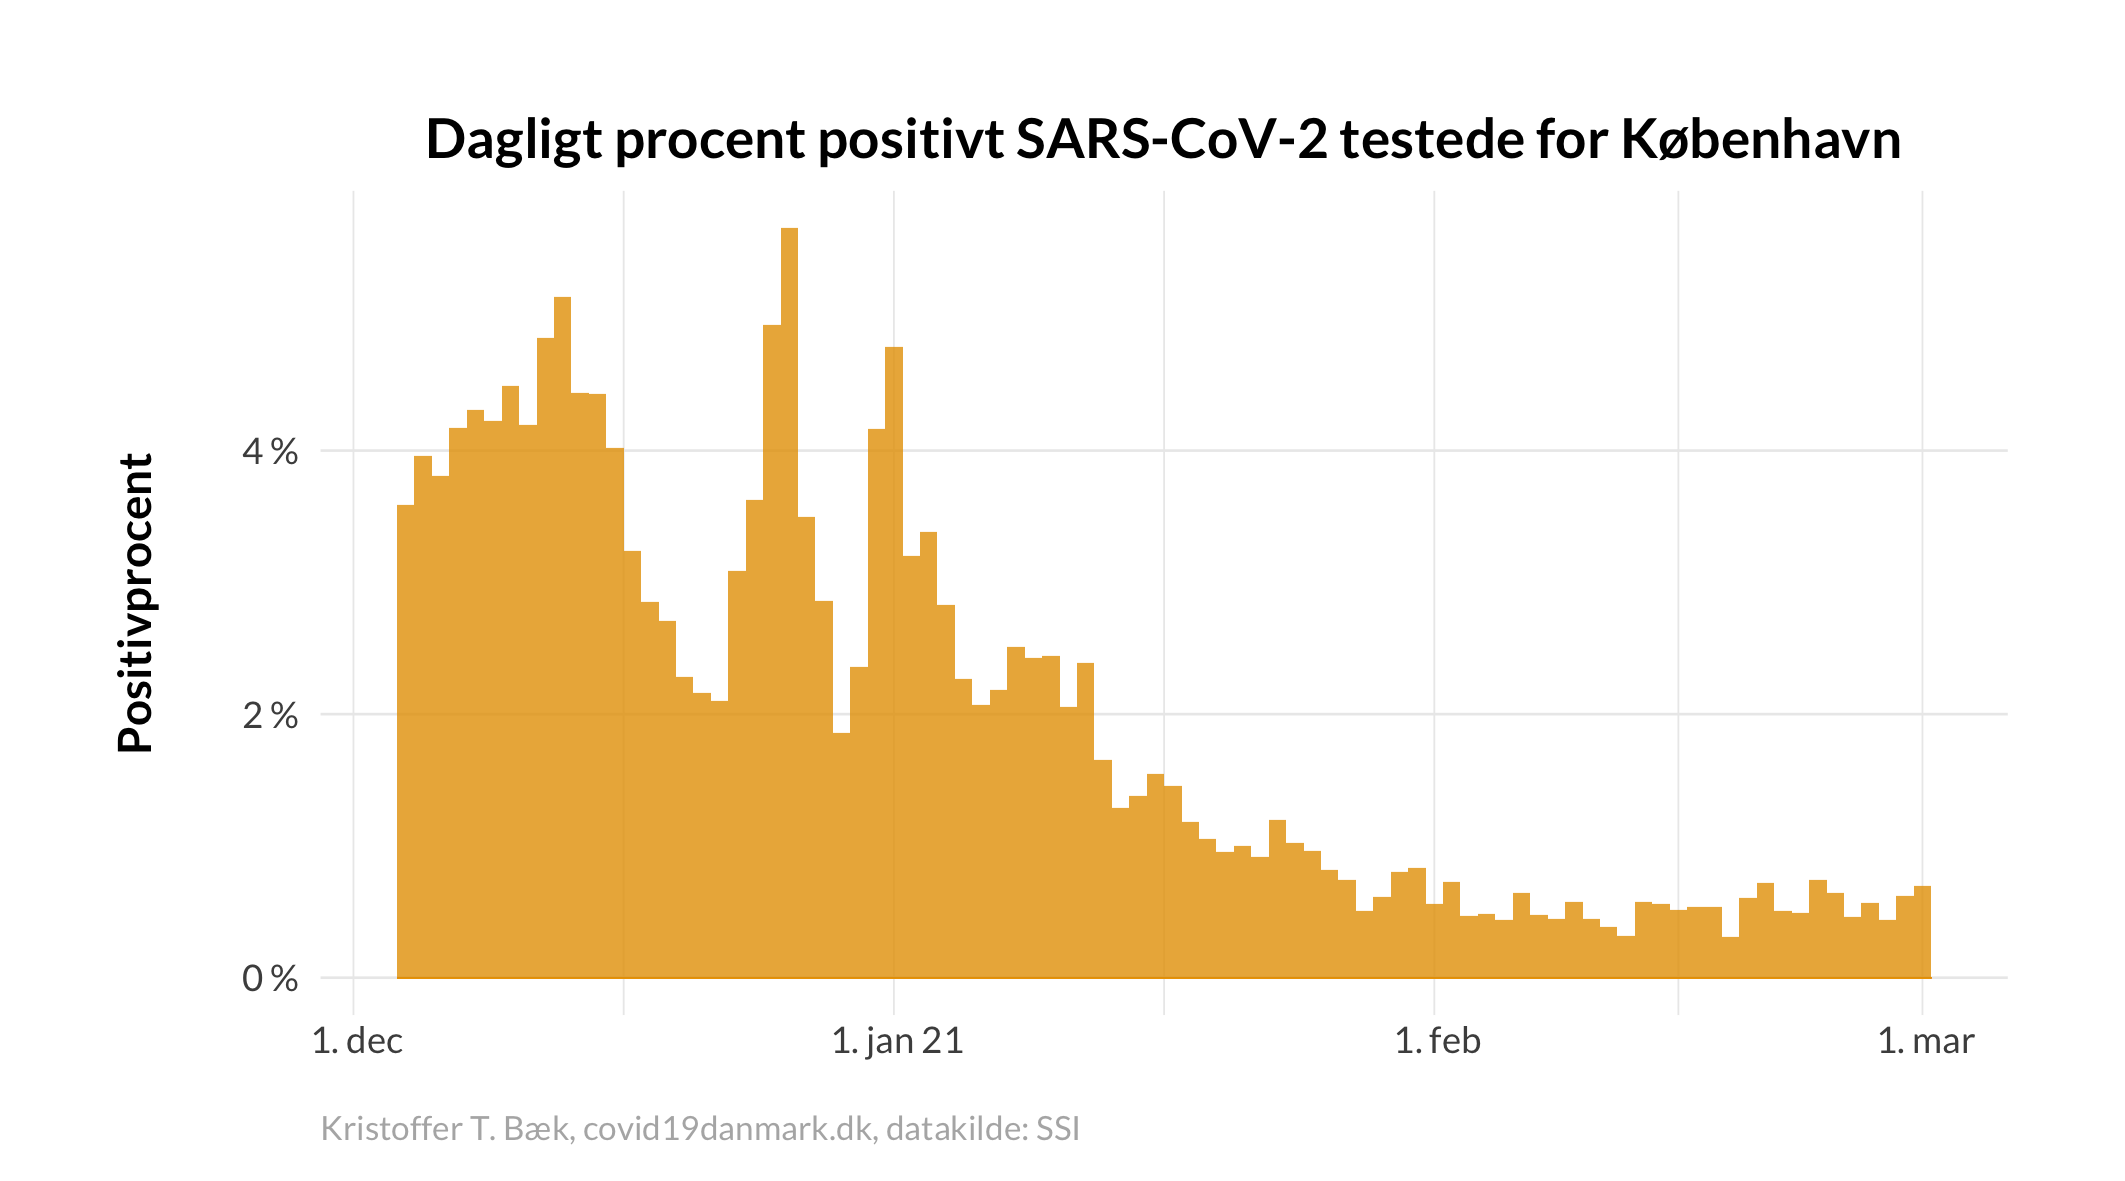 Dagligt procent positivt SARS-CoV-2 testede for København
Positivprocent
4 %
2 %
0 %
1. dec
1. jan 21
1. feb
1. mar
Kristoffer T. Bæk, covid19danmark.dk, datakilde: SSI